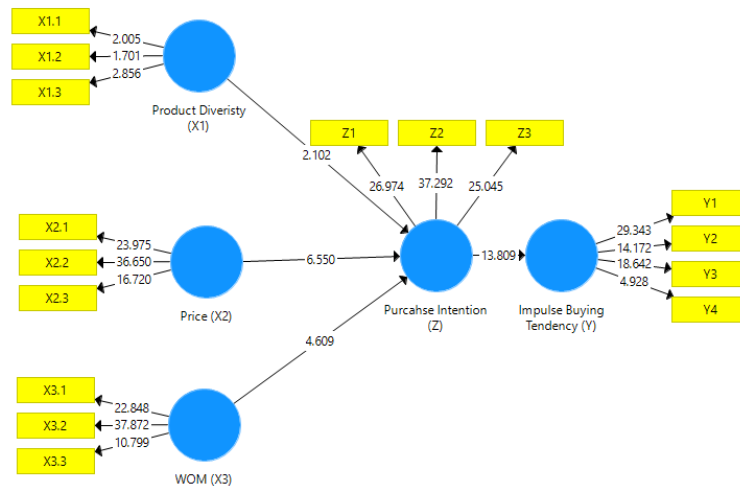 X1.1
2.005
X1.2
1.701
X1.3
2.856
Product Diveristy
(X1)
2.102
Z1
Z2
Z3
26.974
37.292
25.045
X2.1
23.975
X2.2
36.650
X2.3
16.720
Price (X2)
6.550
Purcahse Intention
(Z)
13.809
Impulse Buying
Tendency (Y)
Y1
29.343
Y2
14.172
Y3
18.642
Y4
4.928
4.609
X3.1
22.848
X3.2
37.872
X3.3
10.799
WOM (X3)